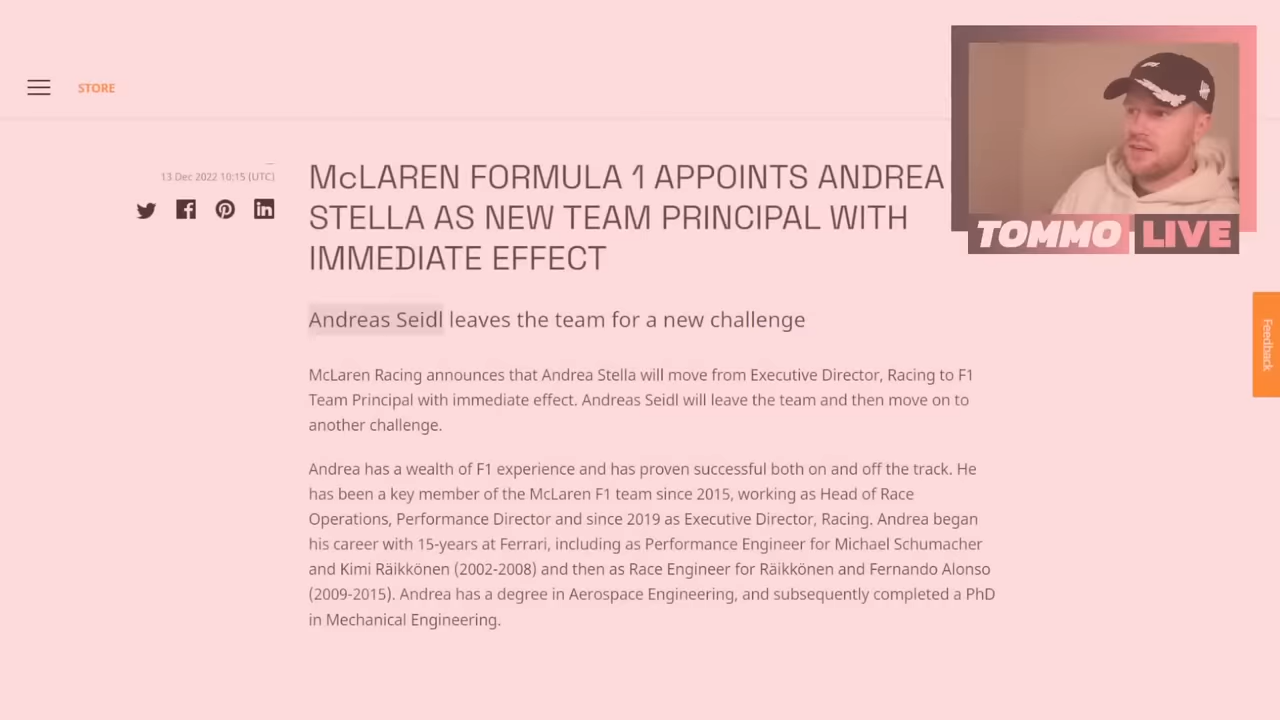 STORE
13 Dec 2022 10:15 (UTC)
McLAREN FORMULA 1 APPOINTS ANDREA
STELLA AS NEW TEAM PRINCIPAL WITH
IMMEDIATE EFFECT
TOMMO LIVE
Andreas Seidl leaves the team for a new challenge
Feedback
McLaren Racing announces that Andrea Stella will move from Executive Director, Racing to F1
Team Principal with immediate effect. Andreas Seidl will leave the team and then move on to
another challenge.
Andrea has a wealth of F1 experience and has proven successful both on and off the track. He
has been a key member of the McLaren F1 team since 2015, working as Head of Race
Operations, Performance Director and since 2019 as Executive Director, Racing. Andrea began
his career with 15-years at Ferrari, including as Performance Engineer for Michael Schumacher
and Kimi Räikkönen (2002-2008) and then as Race Engineer for Räikkönen and Fernando Alonso
(2009-2015). Andrea has a degree in Aerospace Engineering, and subsequently completed a PhD
in Mechanical Engineering.